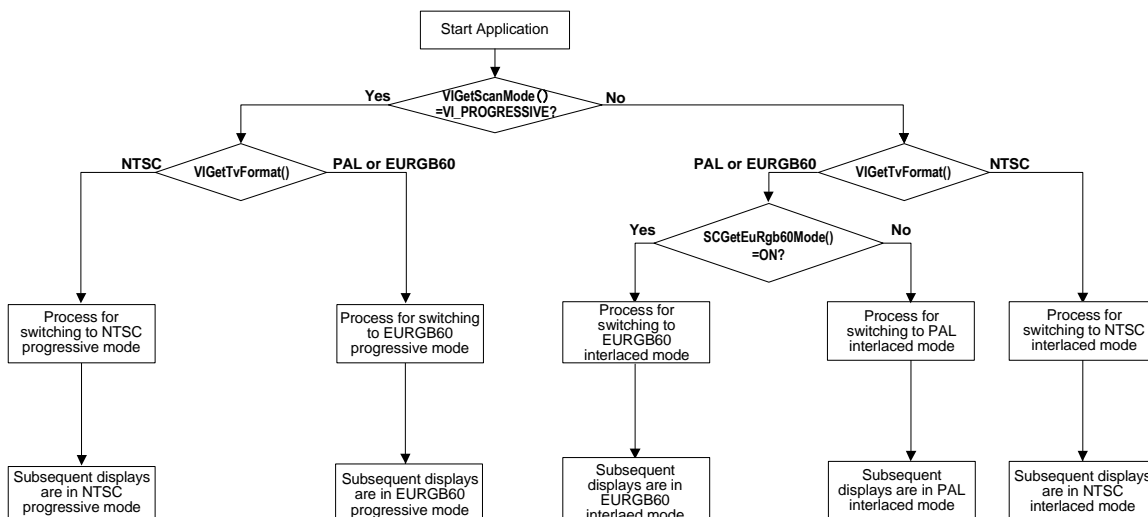 Start Application
VIGetScanMode()
=VI_PROGRESSIVE?
Yes
No
NTSC
VIGetTvFormat()
PAL or EURGB60
PAL or EURGB60
VIGetTvFormat()
NTSC
Yes
SCGetEuRgb60Mode()
=ON?
No
Process for
switching to NTSC
progressive mode
Process for switching
to EURGB60
progressive mode
Process for
switching to
EURGB60
interlaced mode
Process for
switching to PAL
interlaced mode
Process for
switching to NTSC
interlaced mode
Subsequent displays
are in NTSC
progressive mode
Subsequent displays
are in EURGB60
progressive mode
Subsequent
displays are in
EURGB60
interlaced mode
Subsequent
displays are in PAL
interlaced mode
Subsequent displays
are in NTSC
interlaced mode